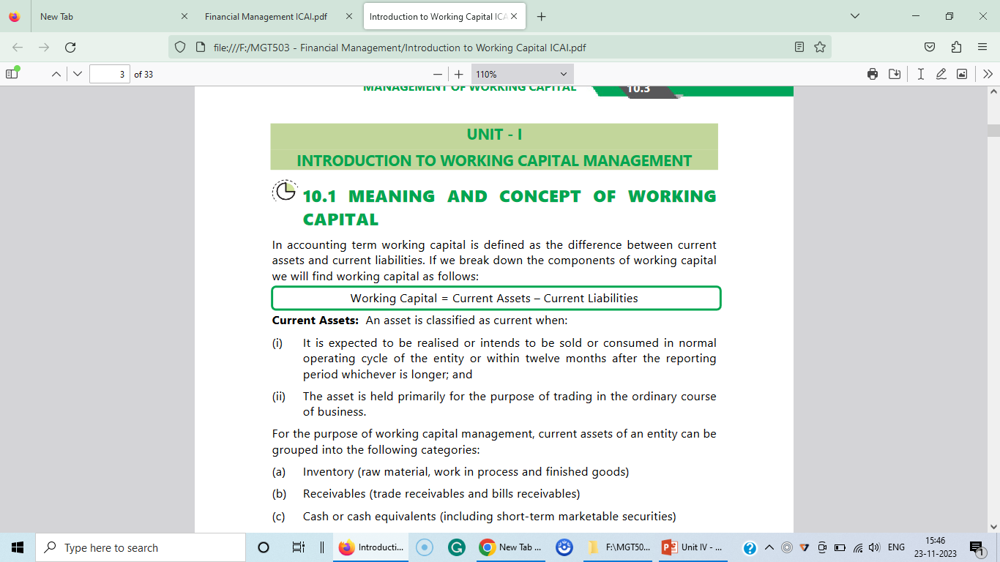 New Tab
Financial Management ICAI.pdf
Introduction to Working Capital ICA
file:///F:/MGT503 - Financial Management/Introduction to Working Capital ICAI.pdf
3 of 33
110%
MANAGEMENT OF WORKING CAPITAL 10.3
UNIT - I
INTRODUCTION TO WORKING CAPITAL MANAGEMENT
10.1 MEANING AND CONCEPT OF WORKING
CAPITAL
In accounting term working capital is defined as the difference between current
assets and current liabilities. If we break down the components of working capital
we will find working capital as follows:
Working Capital = Current Assets – Current Liabilities
Current Assets: An asset is classified as current when:
(i) It is expected to be realised or intends to be sold or consumed in normal
operating cycle of the entity or within twelve months after the reporting
period whichever is longer; and
(ii) The asset is held primarily for the purpose of trading in the ordinary course
of business.
For the purpose of working capital management, current assets of an entity can be
grouped into the following categories:
(a) Inventory (raw material, work in process and finished goods)
(b) Receivables (trade receivables and bills receivables)
(c) Cash or cash equivalents (including short-term marketable securities)
Type here to search
Introducti...
New Tab ...
F:\MGT50...
Unit IV - ...
ENG
15:46
23-11-2023
1